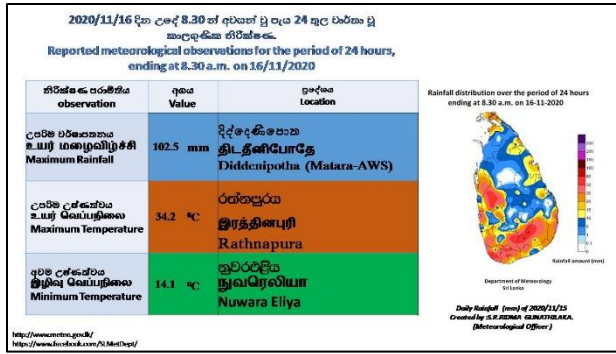 2020/11/16 දින උදේ 8.30 න් අවසන් වූ පැය 24 තුල වාර්තා වූ
කාලගුණික නිරීක්ෂණ.
Reported meteorological observations for the period of 24 hours,
ending at 8.30 a.m. on 16/11/2020
නිරීක්ෂණ පරාමිතිය
observation
අගය
Value
ප්‍රදේශය
Location
උපරිම වර්ෂාපතනය
உயர் மழைவீழ்ச்சி
Maximum Rainfall
102.5 mm
දිද්දෙණිපොත
திடதீனிபோதே
Diddenipotha (Matara-AWS)
උපරිම උෂ්ණත්වය
உயர் வெப்பநிலை
Maximum Temperature
34.2 ⁰C
රත්නපුරය
இரத்தினபுரி
Rathnapura
අවම උෂ්ණත්වය
இழிவு வெப்பநிலை
Minimum Temperature
14.1 ⁰C
නුවරඑළිය
நுவரெலியா
Nuwara Eliya
http://www.meteo.gov.lk/
https://www.facebook.com/SLMetDept/
Rainfall distribution over the period of 24 hours
ending at 8.30 a.m. on 16-11-2020
Rainfall amount (mm)
Department of Meteorology
Sri Lanka
Daily Rainfall (mm) of 2020/11/15
Created by :S.R.RIDMA GUNATHILAKA.
(Meteorological Officer)